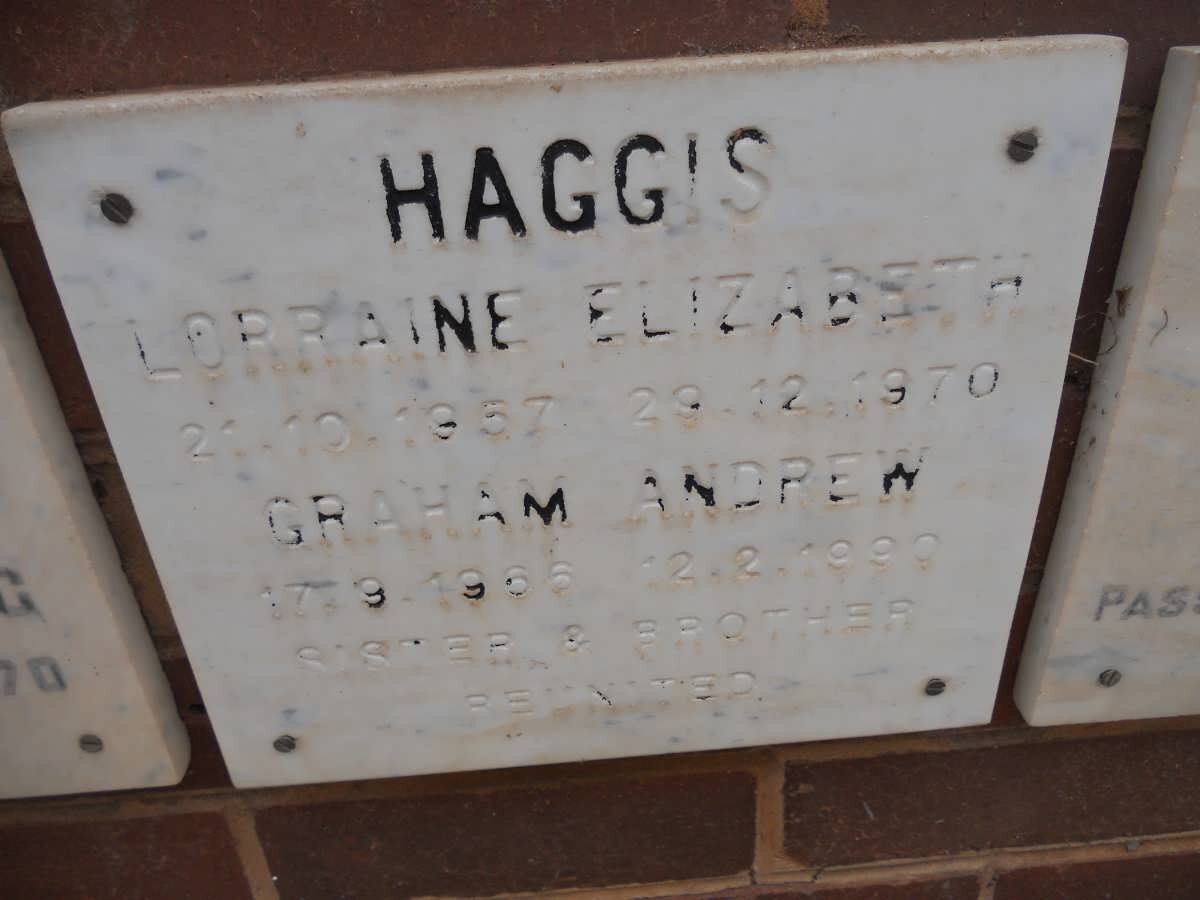 HAGGIS
LORRAINE ELIZABETH
21.10.1957 29.12.1970
GRAHAM ANDREW
17.9.1966 12.2.1990
SISTER & BROTHER
REUNITED
70